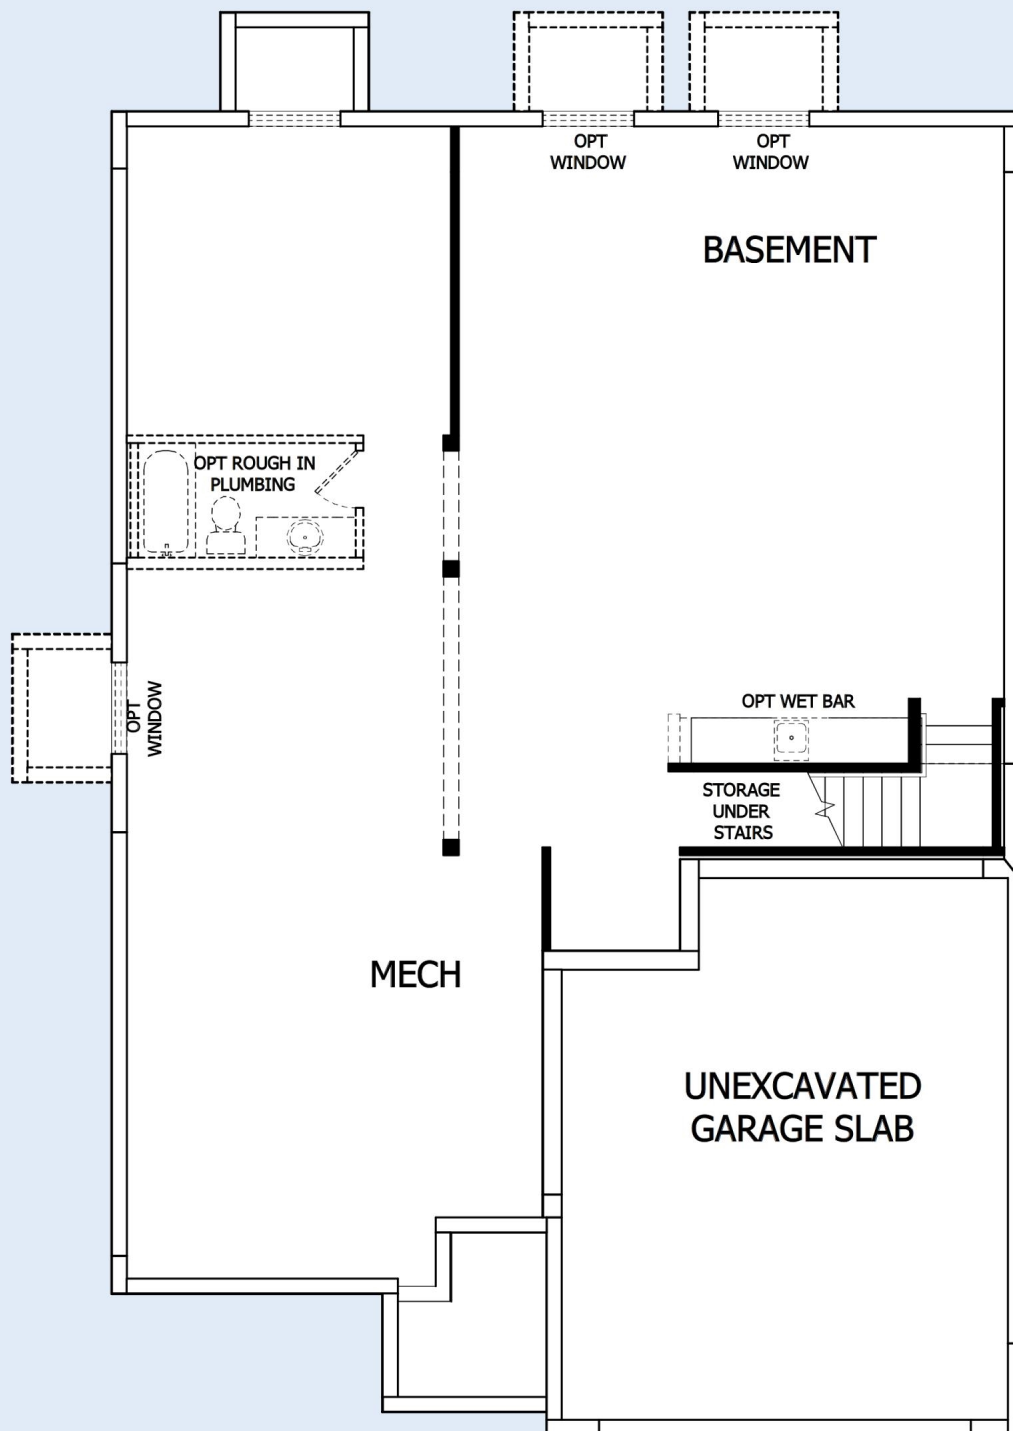 OPT
WINDOW
OPT
WINDOW
BASEMENT
OPT ROUGH IN
PLUMBING
OPT
WINDOW
OPT WET BAR
STORAGE
UNDER
STAIRS
MECH
UNEXCAVATED
GARAGE SLAB